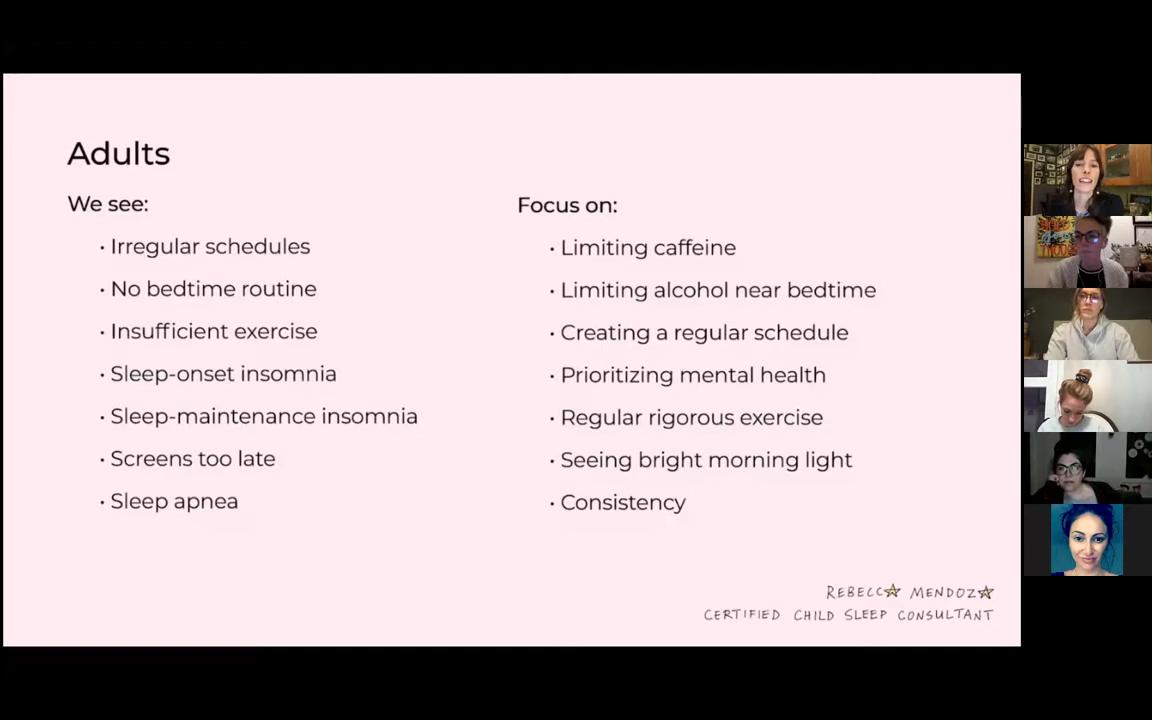 Adults
We see:
· Irregular schedules
· No bedtime routine
· Insufficient exercise
· Sleep-onset insomnia
· Sleep-maintenance insomnia
· Screens too late
· Sleep apnea
Focus on:
· Limiting caffeine
· Limiting alcohol near bedtime
· Creating a regular schedule
· Prioritizing mental health
· Regular rigorous exercise
· Seeing bright morning light
· Consistency
REBECCA MENDOZA
CERTIFIED CHILD SLEEP CONSULTANT